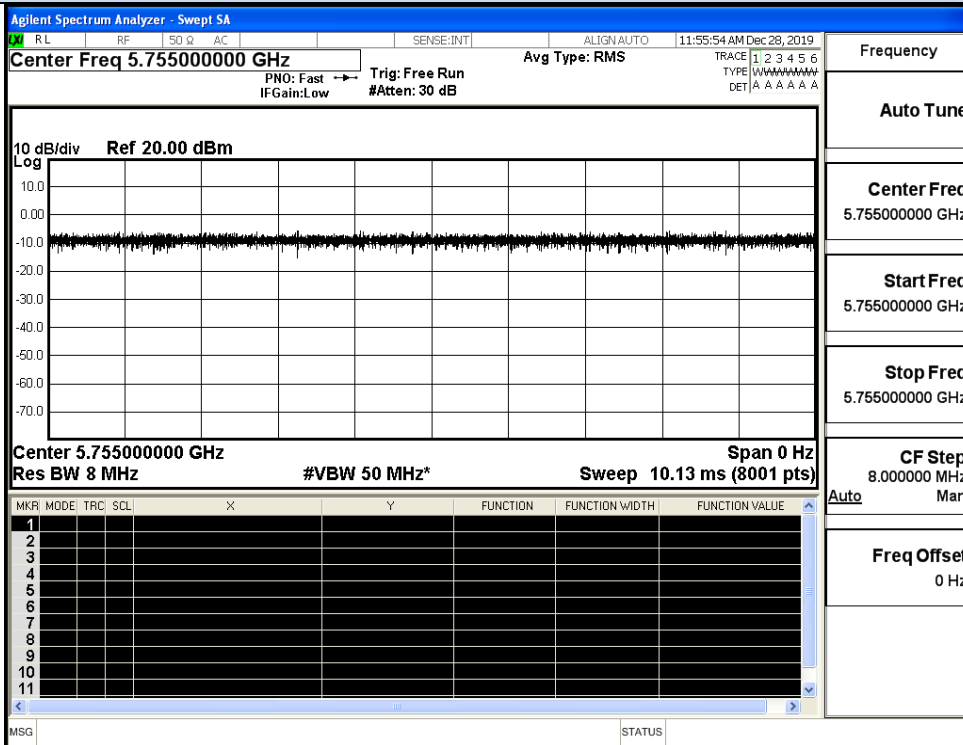 Agilent Spectrum Analyzer - Swept SA
LXI RL RF 50 Ω AC SENSE:INT ALIGN AUTO 11:55:54 AM Dec 28, 2019
Center Freq 5.755000000 GHz
Avg Type: RMS
TRACE 1 2 3 4 5 6
PNO: Fast
Trig: Free Run
TYPE WWWWWW
IFGain:Low
#Atten: 30 dB
DET A A A A A A
10 dB/div Ref 20.00 dBm
Log
10.0
0.00
-10.0
-20.0
-30.0
-40.0
-50.0
-60.0
-70.0
Center 5.755000000 GHz Span 0 Hz
Res BW 8 MHz #VBW 50 MHz* Sweep 10.13 ms (8001 pts)
MKR MODE TRC SCL X Y FUNCTION FUNCTION WIDTH FUNCTION VALUE
1
2
3
4
5
6
7
8
9
10
11
MSG STATUS
Frequency
Auto Tune
Center Freq
5.755000000 GHz
Start Freq
5.755000000 GHz
Stop Freq
5.755000000 GHz
CF Step
8.000000 MHz
Auto Man
Freq Offset
0 Hz